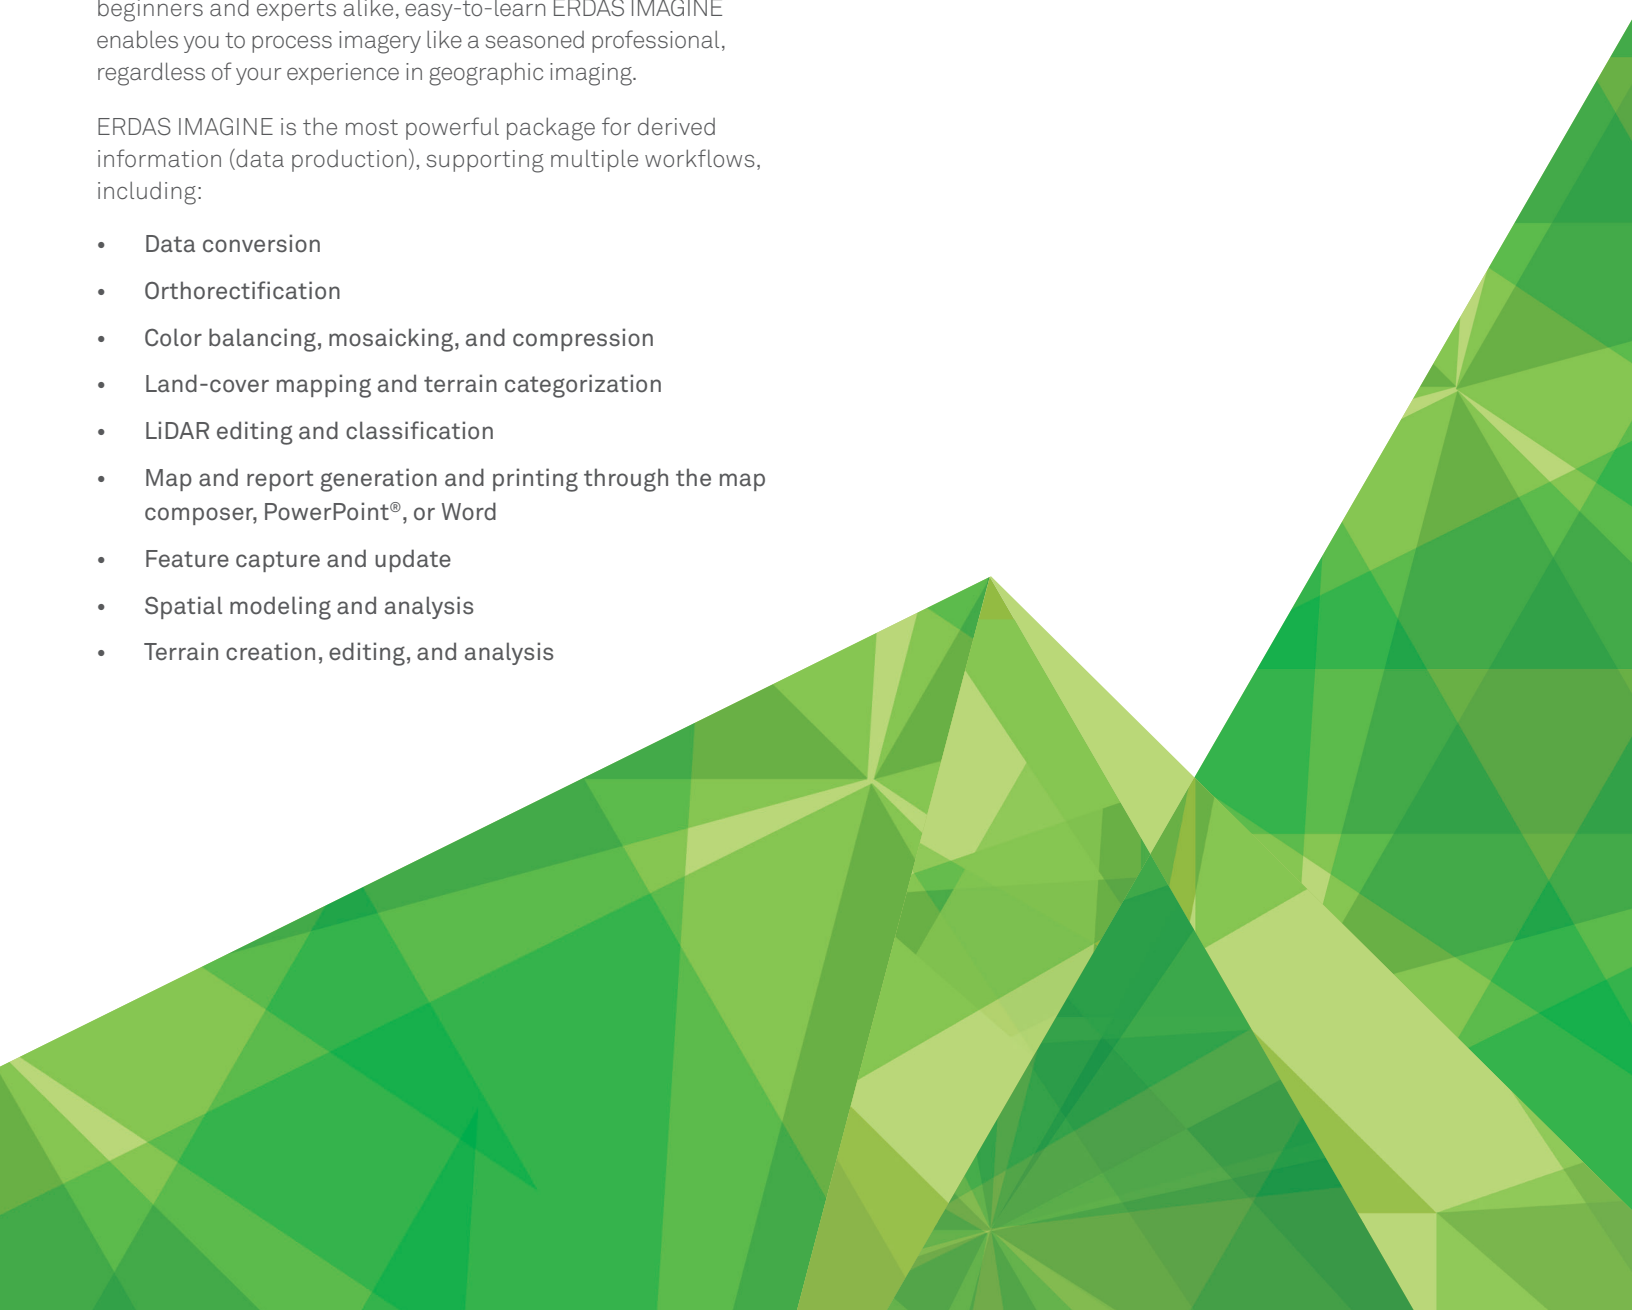 beginners and experts alike, easy-to-learn ERDAS IMAGINE
enables you to process imagery like a seasoned professional,
regardless of your experience in geographic imaging.
ERDAS IMAGINE is the most powerful package for derived
information (data production), supporting multiple workflows,
including:
• Data conversion
• Orthorectification
• Color balancing, mosaicking, and compression
• Land-cover mapping and terrain categorization
• LiDAR editing and classification
• Map and report generation and printing through the map
composer, PowerPoint®, or Word
• Feature capture and update
• Spatial modeling and analysis
• Terrain creation, editing, and analysis